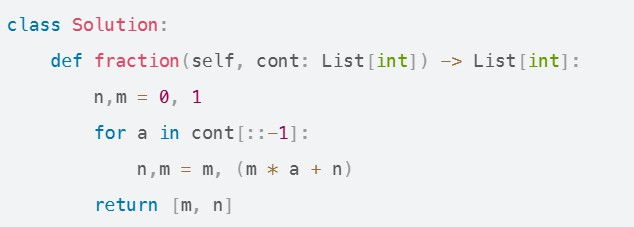 class Solution:
    def fraction(self, cont: List[int]) -> List[int]:
        n,m = 0, 1
        for a in cont[::-1]:
            n,m = m, (m * a + n)
        return [m, n]